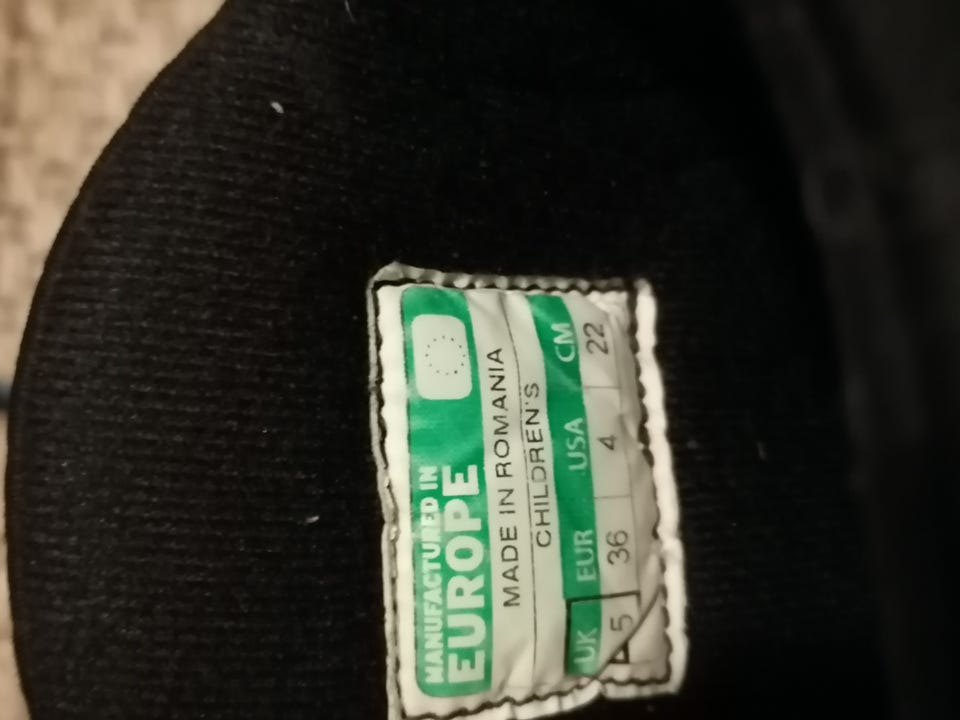 MANUFACTURED IN
EUROPE
MADE IN ROMANIA
CHILDREN'S
UK EUR USA CM
5 36 4 22